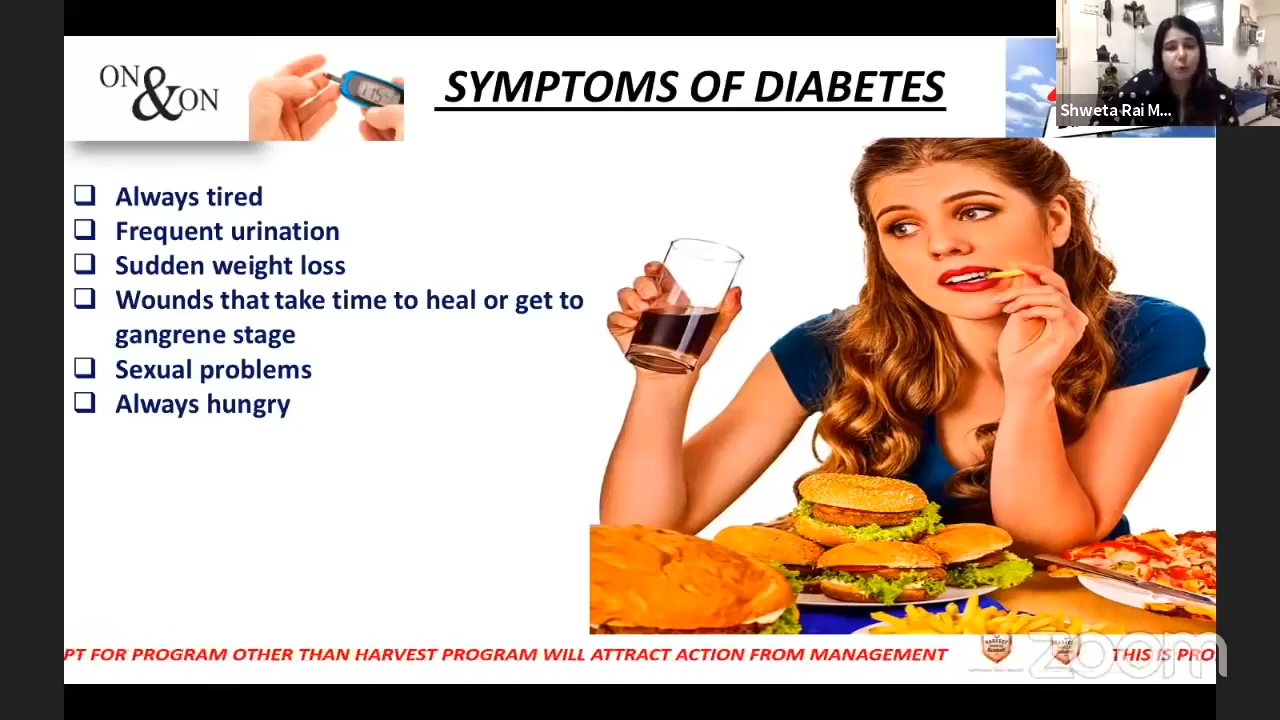 ON & ON
SYMPTOMS OF DIABETES
Shweta Rai M...
Always tired
Frequent urination
Sudden weight loss
Wounds that take time to heal or get to
gangrene stage
Sexual problems
Always hungry
PT FOR PROGRAM OTHER THAN HARVEST PROGRAM WILL ATTRACT ACTION FROM MANAGEMENT
THIS IS PRO
zoom